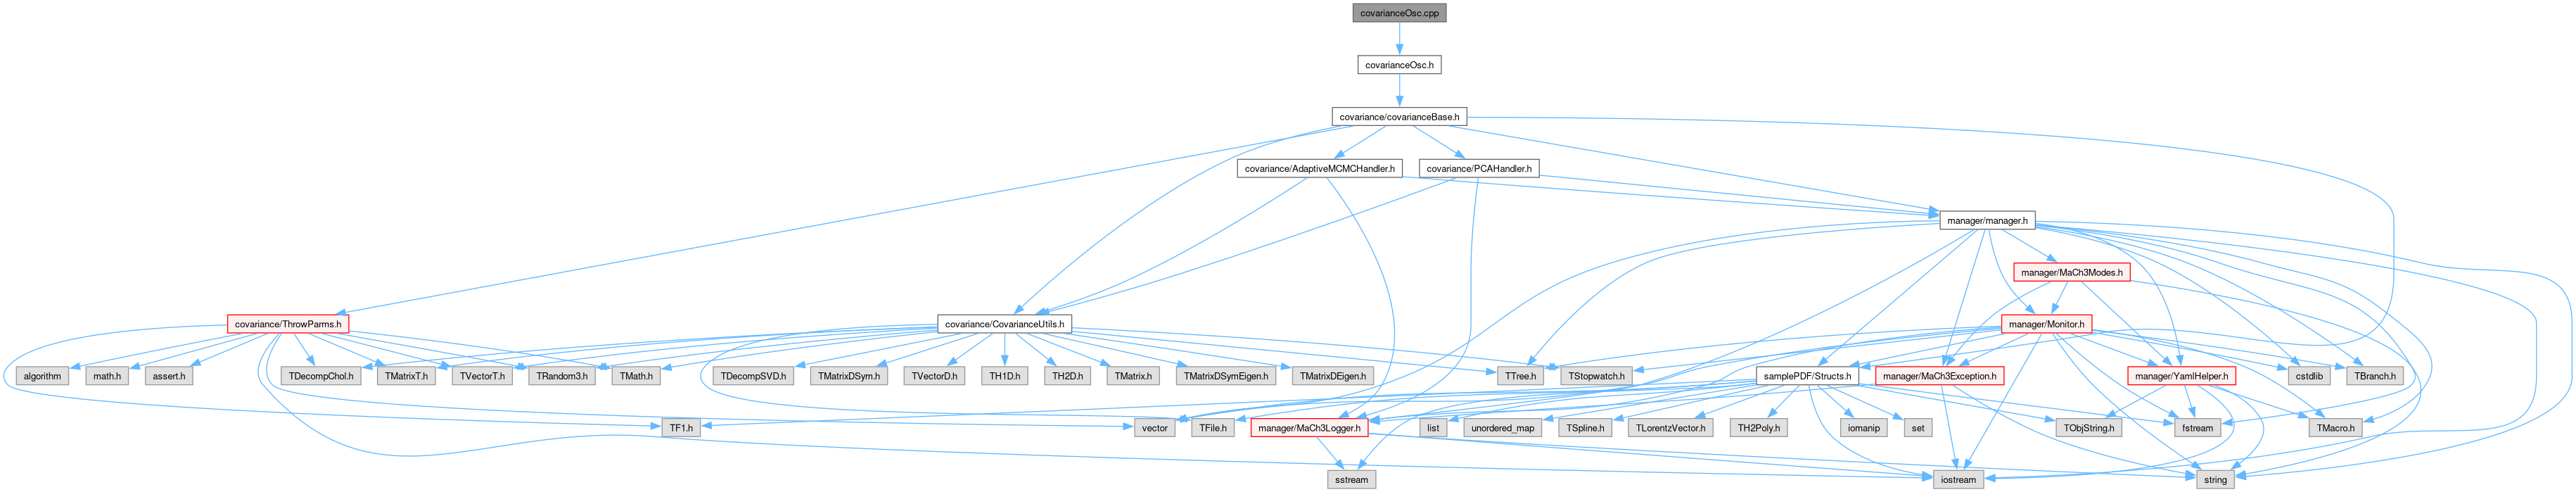 covarianceOsc.cpp
covarianceOsc.h
covariance/covarianceBase.h
covariance/AdaptiveMCMCHandler.h
covariance/PCAHandler.h
manager/manager.h
manager/MaCh3Modes.h
covariance/ThrowParms.h
covariance/CovarianceUtils.h
manager/Monitor.h
algorithm
math.h
assert.h
TDecompChol.h
TMatrixT.h
TVectorT.h
TRandom3.h
TMath.h
TDecompSVD.h
TMatrixDSym.h
TVectorD.h
TH1D.h
TH2D.h
TMatrix.h
TMatrixDSymEigen.h
TMatrixDEigen.h
TTree.h
TStopwatch.h
samplePDF/Structs.h
manager/MaCh3Exception.h
manager/YamlHelper.h
cstdlib
TBranch.h
TF1.h
vector
TFile.h
manager/MaCh3Logger.h
list
unordered_map
TSpline.h
TLorentzVector.h
TH2Poly.h
iomanip
set
TObjString.h
fstream
TMacro.h
sstream
iostream
string